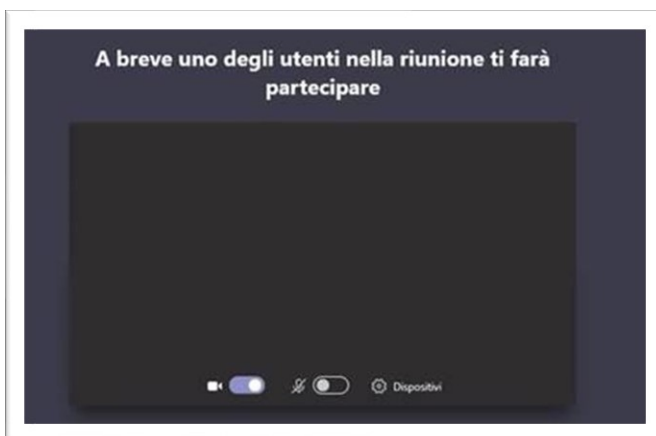 A breve uno degli utenti nella riunione ti farà
partecipare
Dispositivi